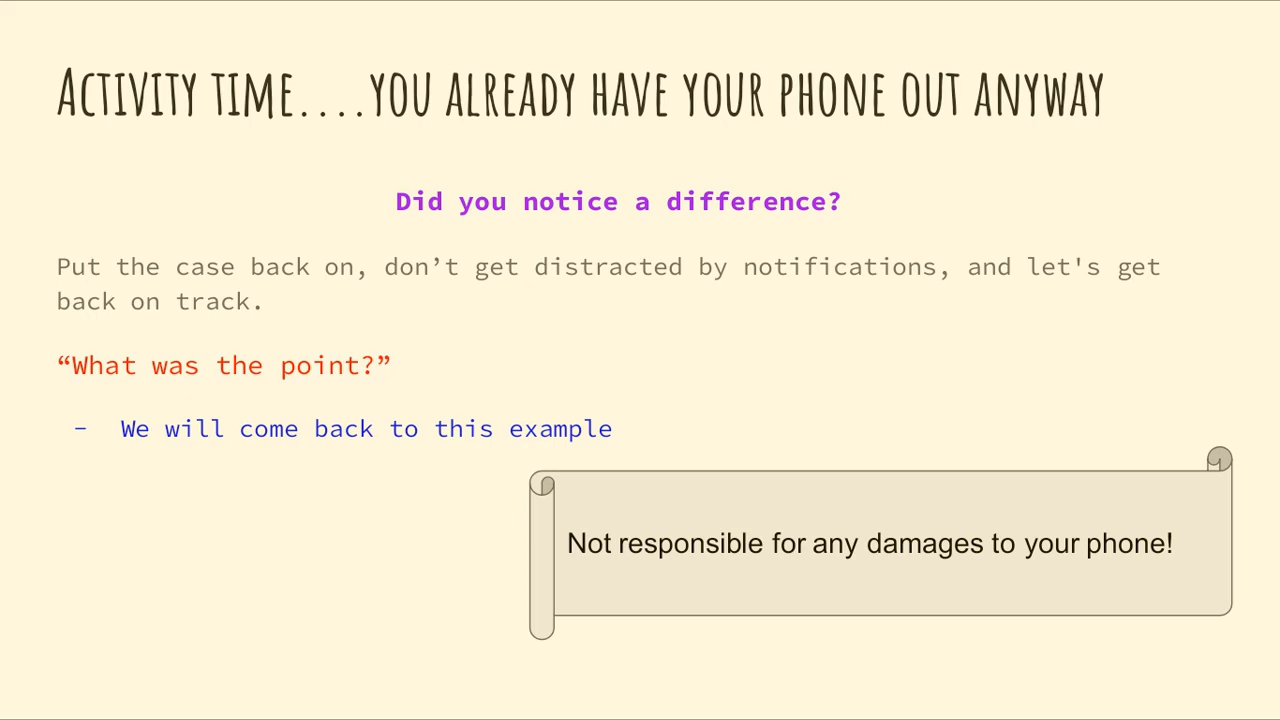 Activity time....you already have your phone out anyway
Did you notice a difference?
Put the case back on, don’t get distracted by notifications, and let's get
back on track.
“What was the point?”
- We will come back to this example
Not responsible for any damages to your phone!